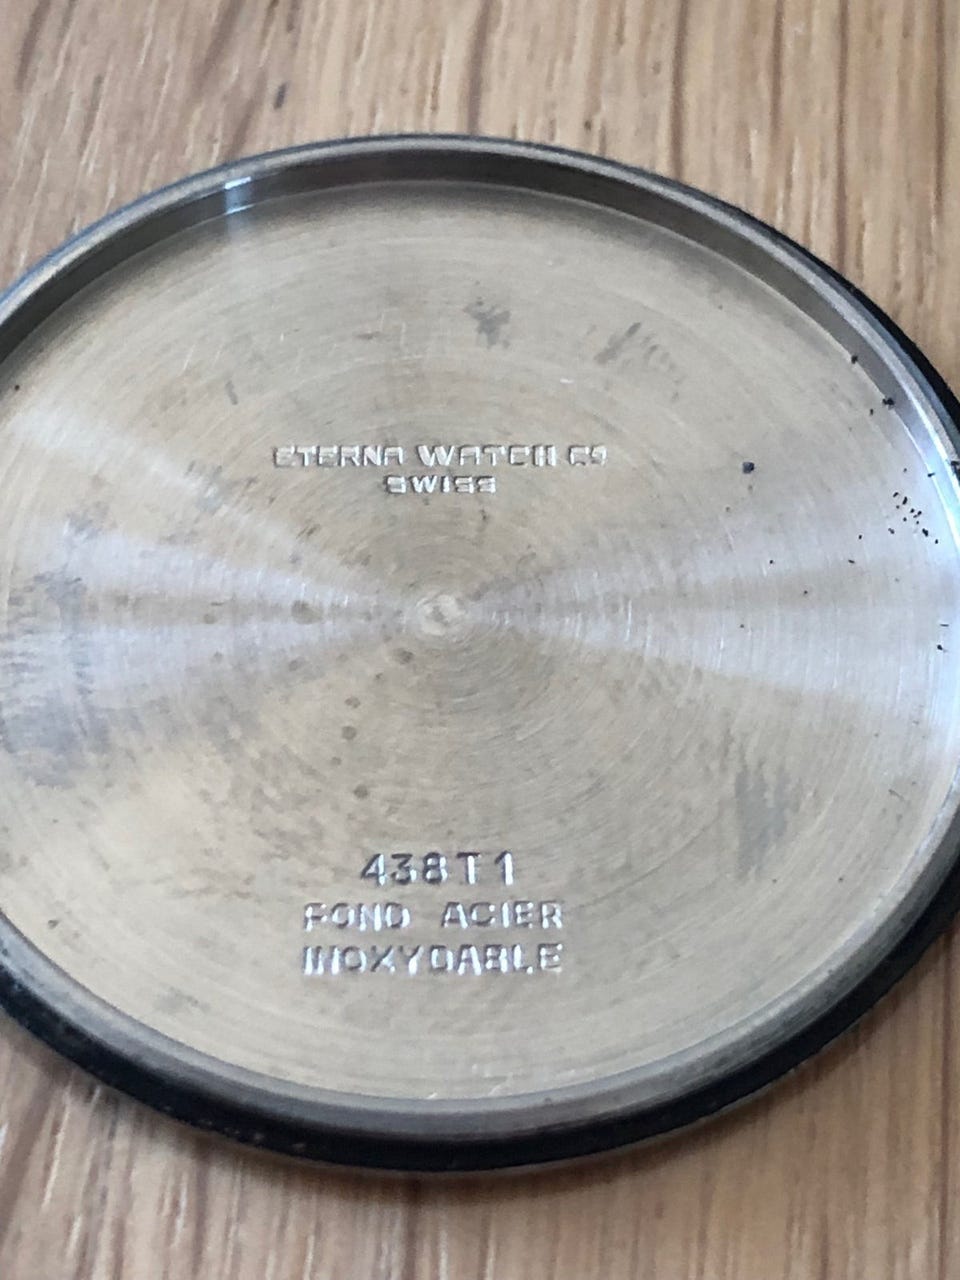 ETERNA WATCH Co
SWISS
438T1
FOND ACIER
INOXYDABLE